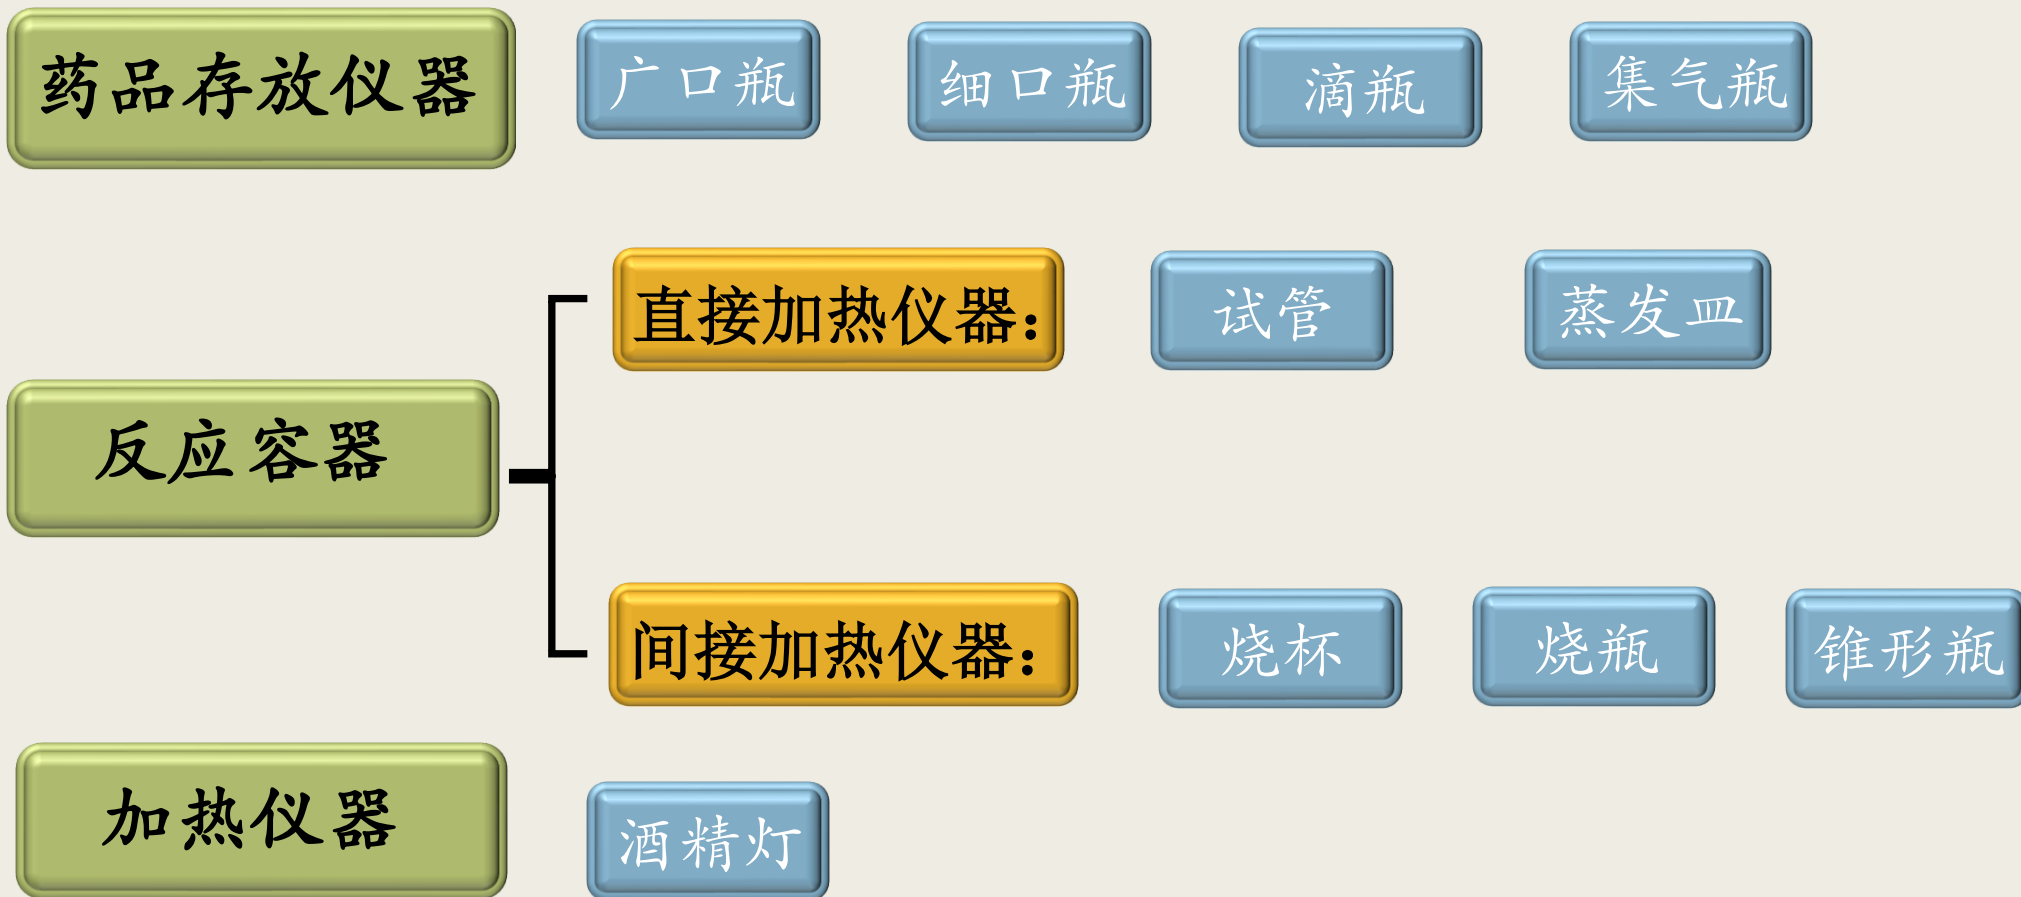 药品存放仪器 广口瓶 细口瓶 滴瓶 集气瓶
直接加热仪器： 试管 蒸发皿
反应容器
间接加热仪器： 烧杯 烧瓶 锥形瓶
加热仪器 酒精灯